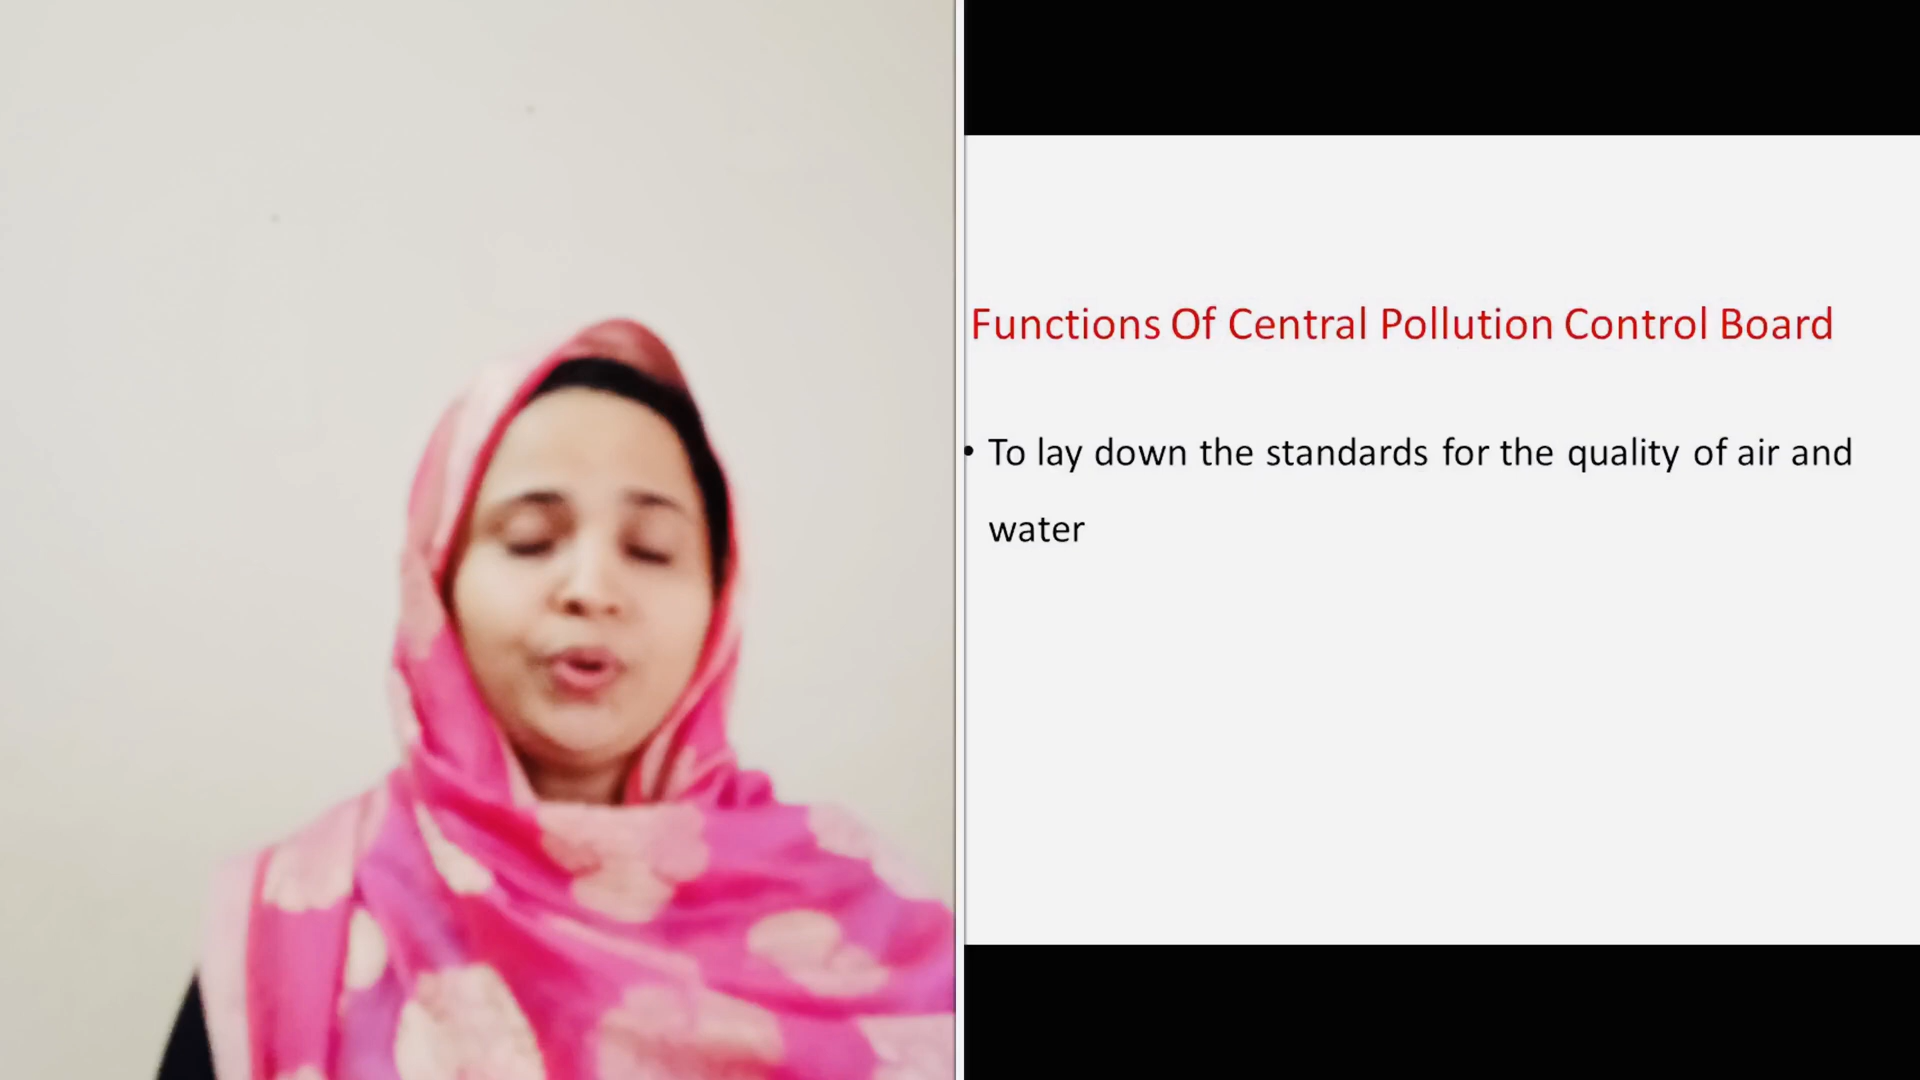 Functions Of Central Pollution Control Board
• To lay down the standards for the quality of air and
water